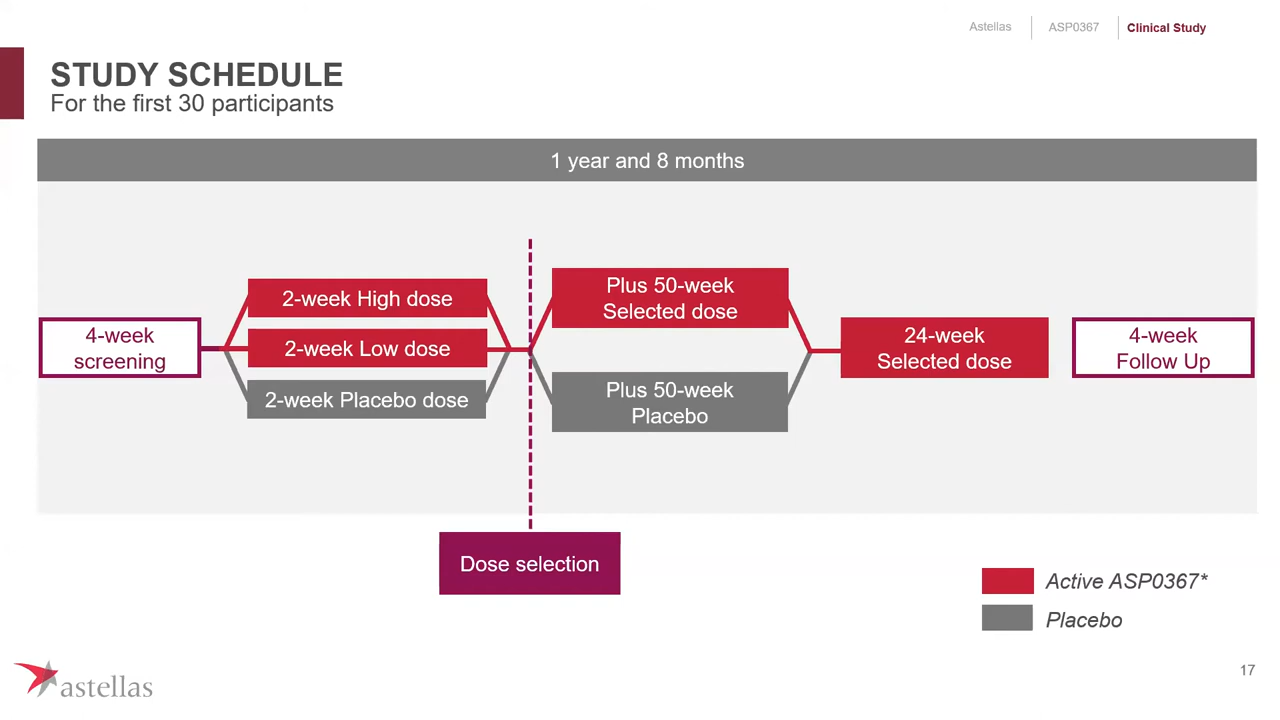 Astellas
ASP0367
Clinical Study
STUDY SCHEDULE
For the first 30 participants
1 year and 8 months
4-week
screening
2-week High dose
2-week Low dose
2-week Placebo dose
Plus 50-week
Selected dose
Plus 50-week
Placebo
24-week
Selected dose
4-week
Follow Up
Dose selection
Active ASP0367*
Placebo
astellas
17